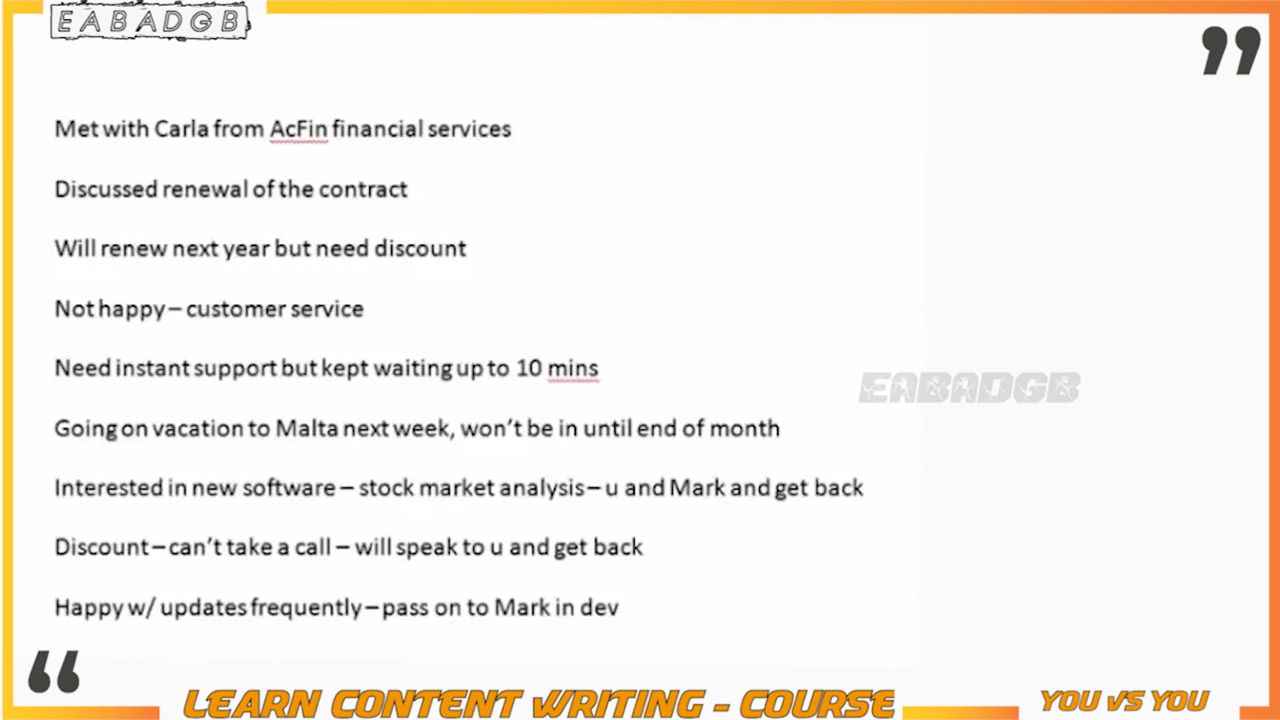 EABADGB
Met with Carla from AcFin financial services
Discussed renewal of the contract
Will renew next year but need discount
Not happy – customer service
Need instant support but kept waiting up to 10 mins
EABADGB
Going on vacation to Malta next week, won't be in until end of month
Interested in new software – stock market analysis – u and Mark and get back
Discount – can't take a call – will speak to u and get back
Happy w/ updates frequently – pass on to Mark in dev
LEARN CONTENT WRITING - COURSE
YOU VS YOU